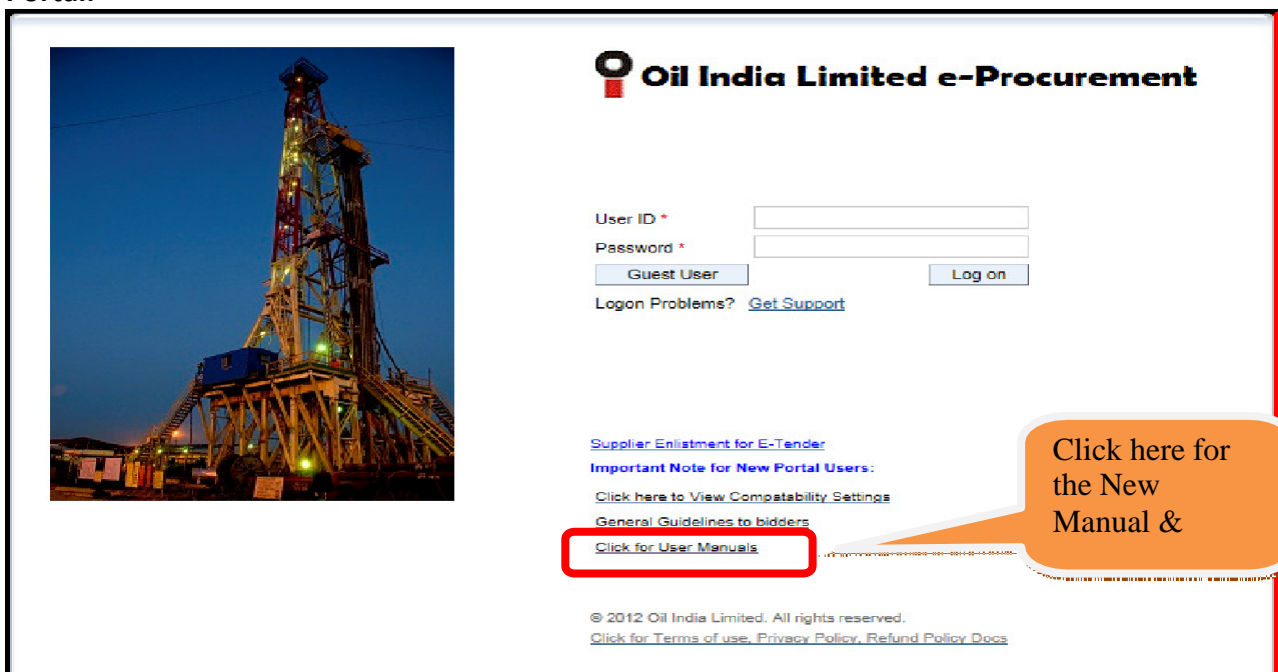 Oil India Limited e-Procurement
User ID *
Password *
Guest User Log on
Logon Problems? Get Support
Supplier Enlistment for E-Tender
Important Note for New Portal Users:
Click here to View Compatability Settings
General Guidelines to bidders
Click for User Manuals
Click here for
the New
Manual &
© 2012 Oil India Limited. All rights reserved.
Click for Terms of use, Privacy Policy, Refund Policy Docs